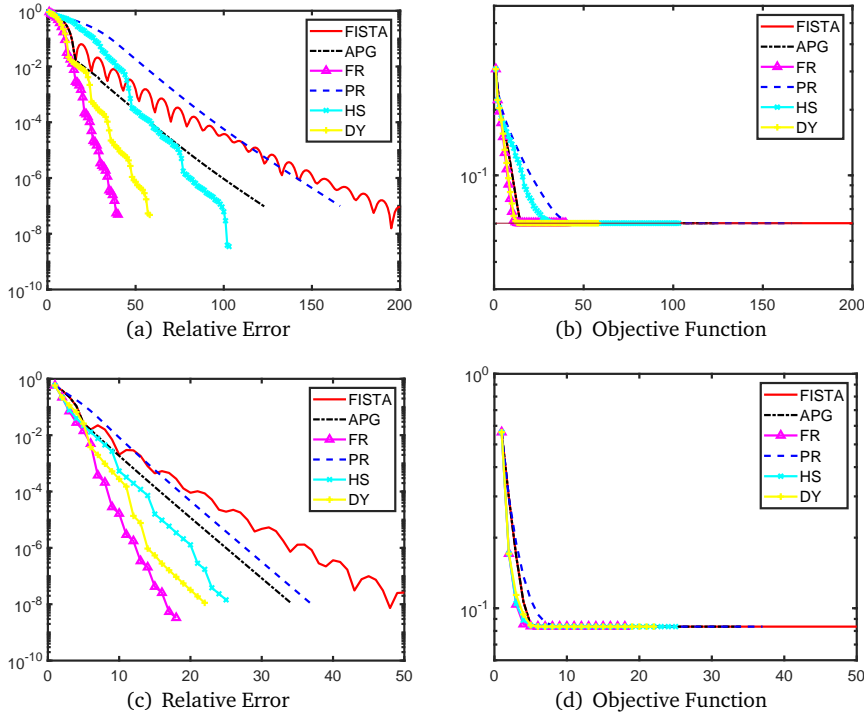 10^0
10^-2
10^-4
10^-6
10^-8
10^-10
0 50 100 150 200
FISTA
APG
FR
PR
HS
DY
(a) Relative Error
10^-1
0 50 100 150 200
FISTA
APG
FR
PR
HS
DY
(b) Objective Function
10^0
10^-2
10^-4
10^-6
10^-8
10^-10
0 10 20 30 40 50
FISTA
APG
FR
PR
HS
DY
(c) Relative Error
10^0
10^-1
0 10 20 30 40 50
FISTA
APG
FR
PR
HS
DY
(d) Objective Function